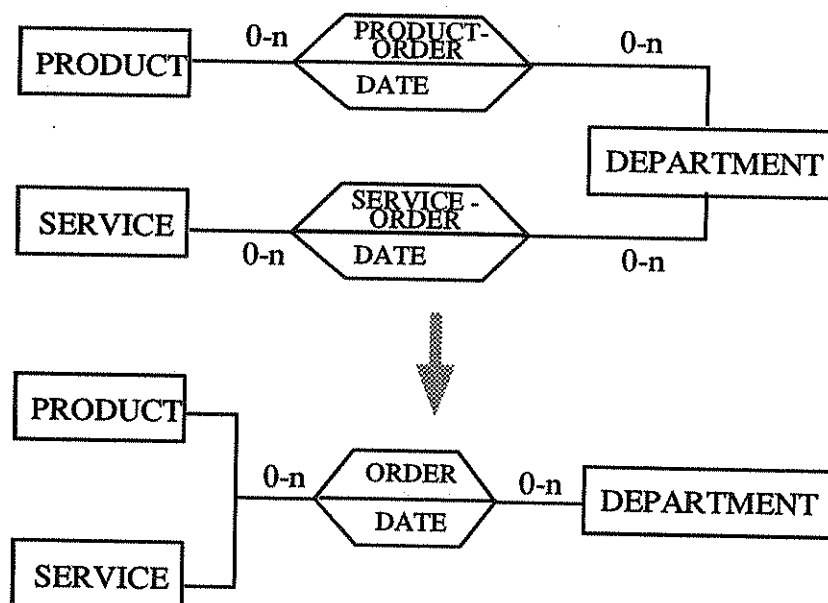 0-n
PRODUCT-
ORDER
0-n
PRODUCT
DATE
DEPARTMENT
SERVICE
SERVICE -
ORDER
0-n
DATE
0-n
PRODUCT
0-n
ORDER
0-n
DEPARTMENT
DATE
SERVICE